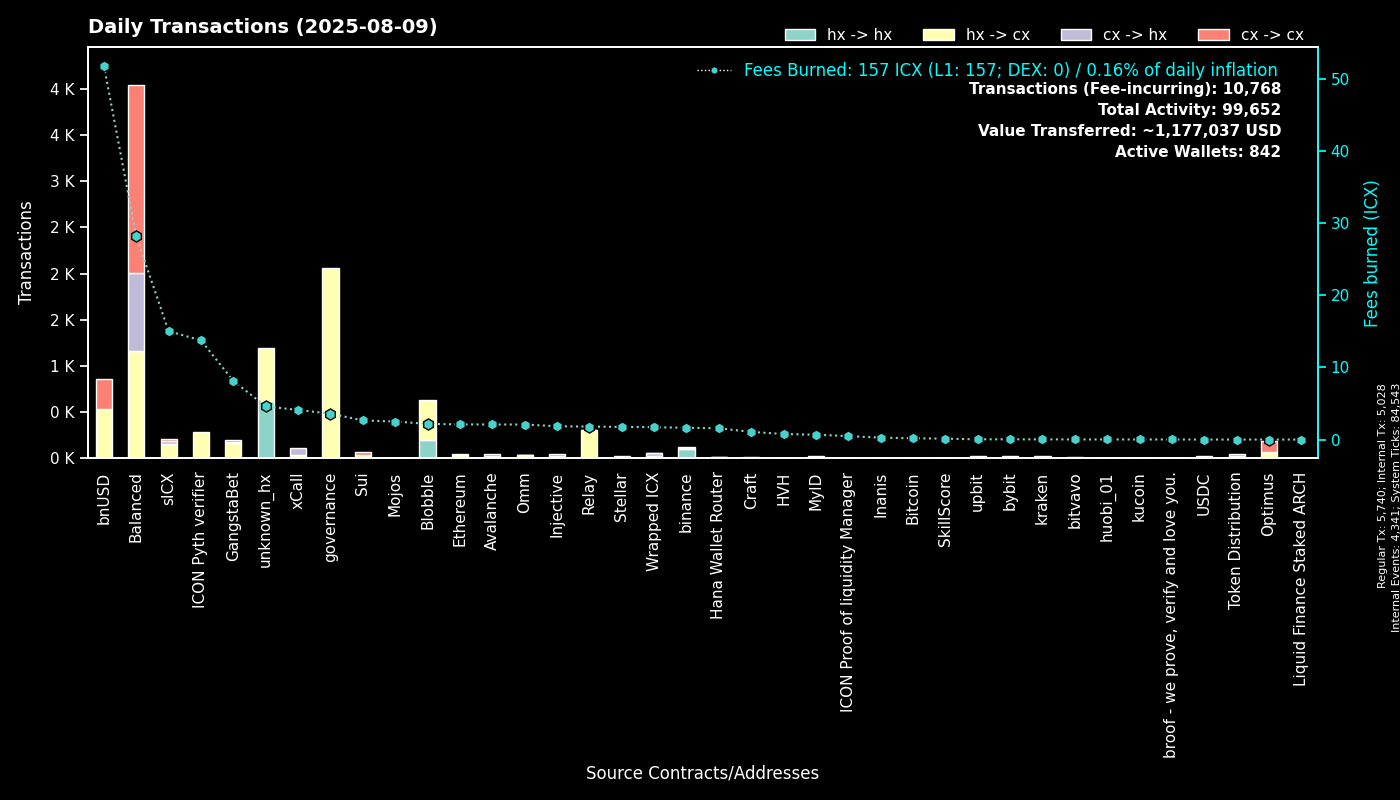 Daily Transactions (2025-08-09)
hx -> hx
hx -> cx
cx -> hx
cx -> cx
Fees Burned: 157 ICX (L1: 157; DEX: 0) / 0.16% of daily inflation
Transactions (Fee-incurring): 10,768
Total Activity: 99,652
Value Transferred: ~1,177,037 USD
Active Wallets: 842
Transactions
4 K
4 K
3 K
2 K
2 K
2 K
1 K
0 K
0 K
50
40
30
20
10
0
Fees burned (ICX)
bnUSD
Balanced
sICX
ICON Pyth verifier
GangstaBet
unknown_hx
xCall
governance
Sui
Mojos
Blobble
Ethereum
Avalanche
Omm
Injective
Relay
Stellar
Wrapped ICX
binance
Hana Wallet Router
Craft
HVH
MyID
ICON Proof of liquidity Manager
Inanis
Bitcoin
SkillScore
upbit
bybit
kraken
bitvavo
huobi_01
kucoin
broof - we prove, verify and love you.
USDC
Token Distribution
Optimus
Liquid Finance Staked ARCH
Source Contracts/Addresses
Regular Tx: 5,740; Internal Tx: 5,028
Internal Events: 4,341; System Ticks: 84,543